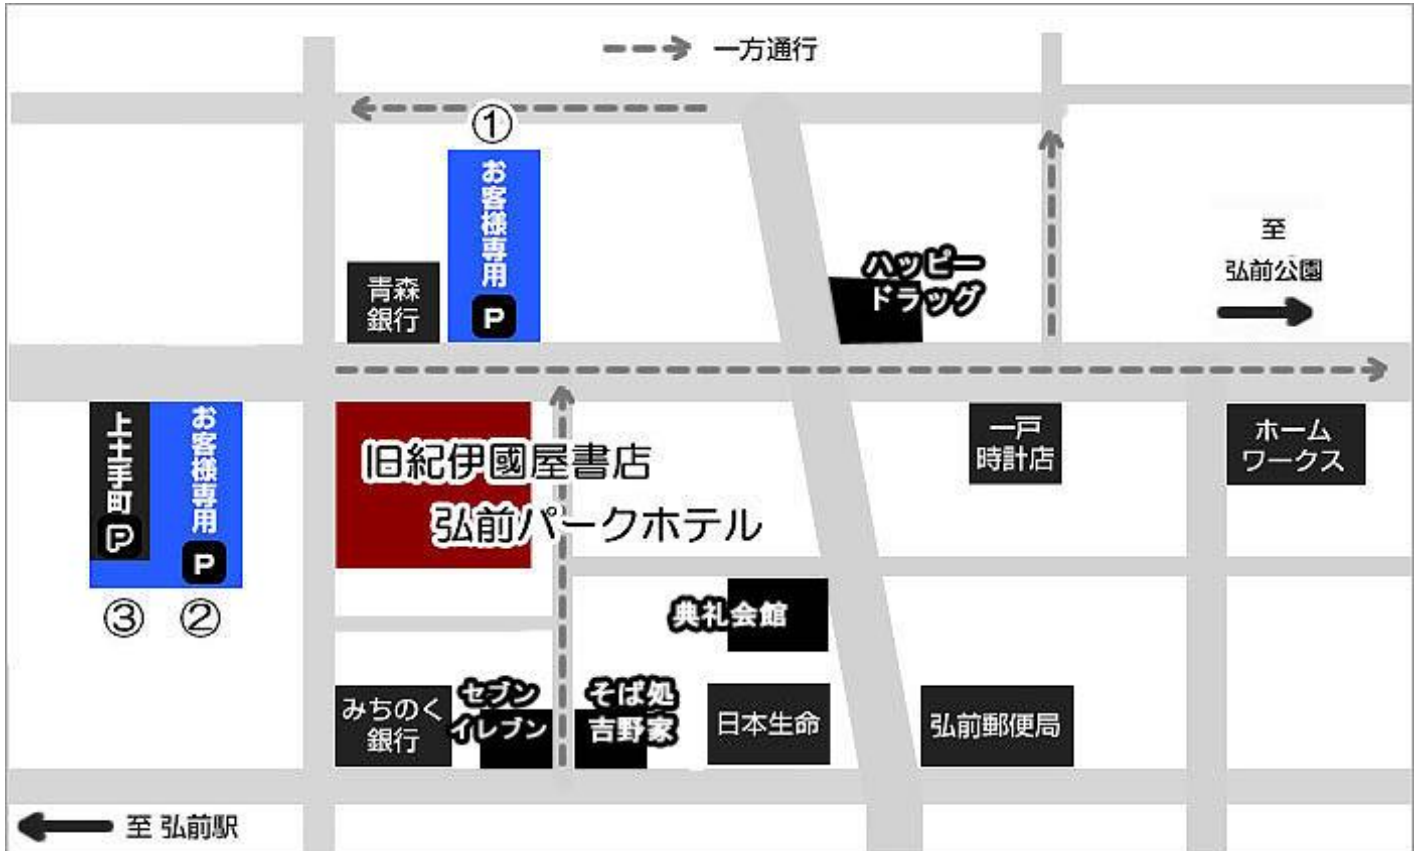 一方通行
①
お客様専用
P
青森
銀行
ハッピー
ドラッグ
至
弘前公園
上土手町
P
お客様専用
P
③
②
旧紀伊國屋書店
弘前パークホテル
一戸
時計店
ホーム
ワークス
典礼会館
みちのく
銀行
セブン
イレブン
そば処
吉野家
日本生命
弘前郵便局
至 弘前駅